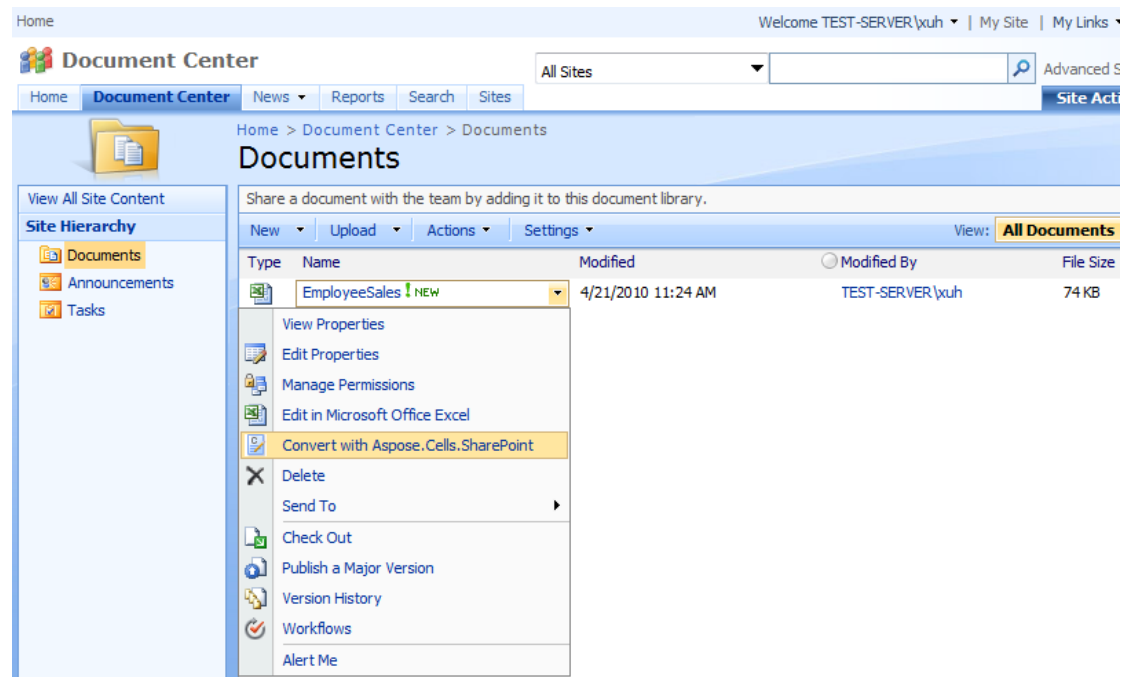 Home Welcome TEST-SERVER\xuh | My Site | My Links
Document Center All Sites Advanced S
Home Document Center News Reports Search Sites Site Acti
Home > Document Center > Documents
Documents
View All Site Content Share a document with the team by adding it to this document library.
Site Hierarchy New Upload Actions Settings View: All Documents
Documents Type Name Modified Modified By File Size
Announcements EmployeeSales ! NEW 4/21/2010 11:24 AM TEST-SERVER\xuh 74 KB
Tasks
View Properties
Edit Properties
Manage Permissions
Edit in Microsoft Office Excel
Convert with Aspose.Cells.SharePoint
Delete
Send To
Check Out
Publish a Major Version
Version History
Workflows
Alert Me